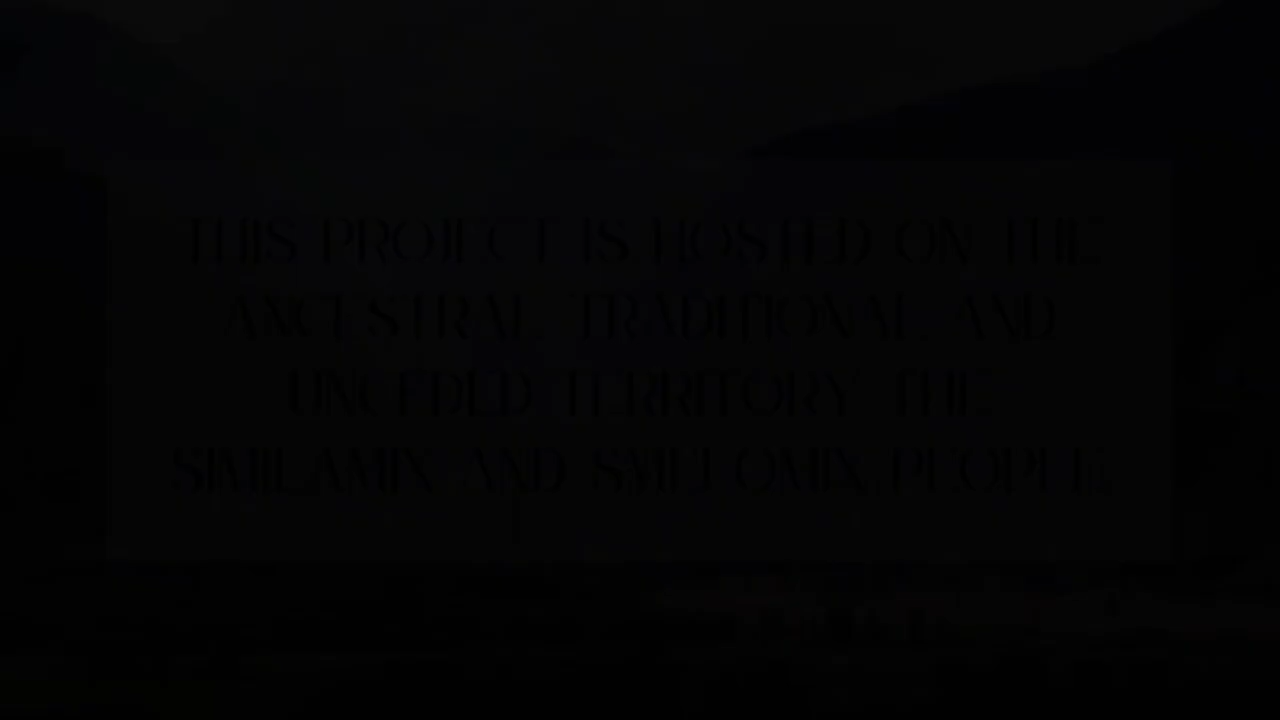 THIS PROJECT IS HOSTED ON THE
ANCESTRAL, TRADITIONAL, AND
UNCEDED TERRITORY THE
AND PEOPLE.